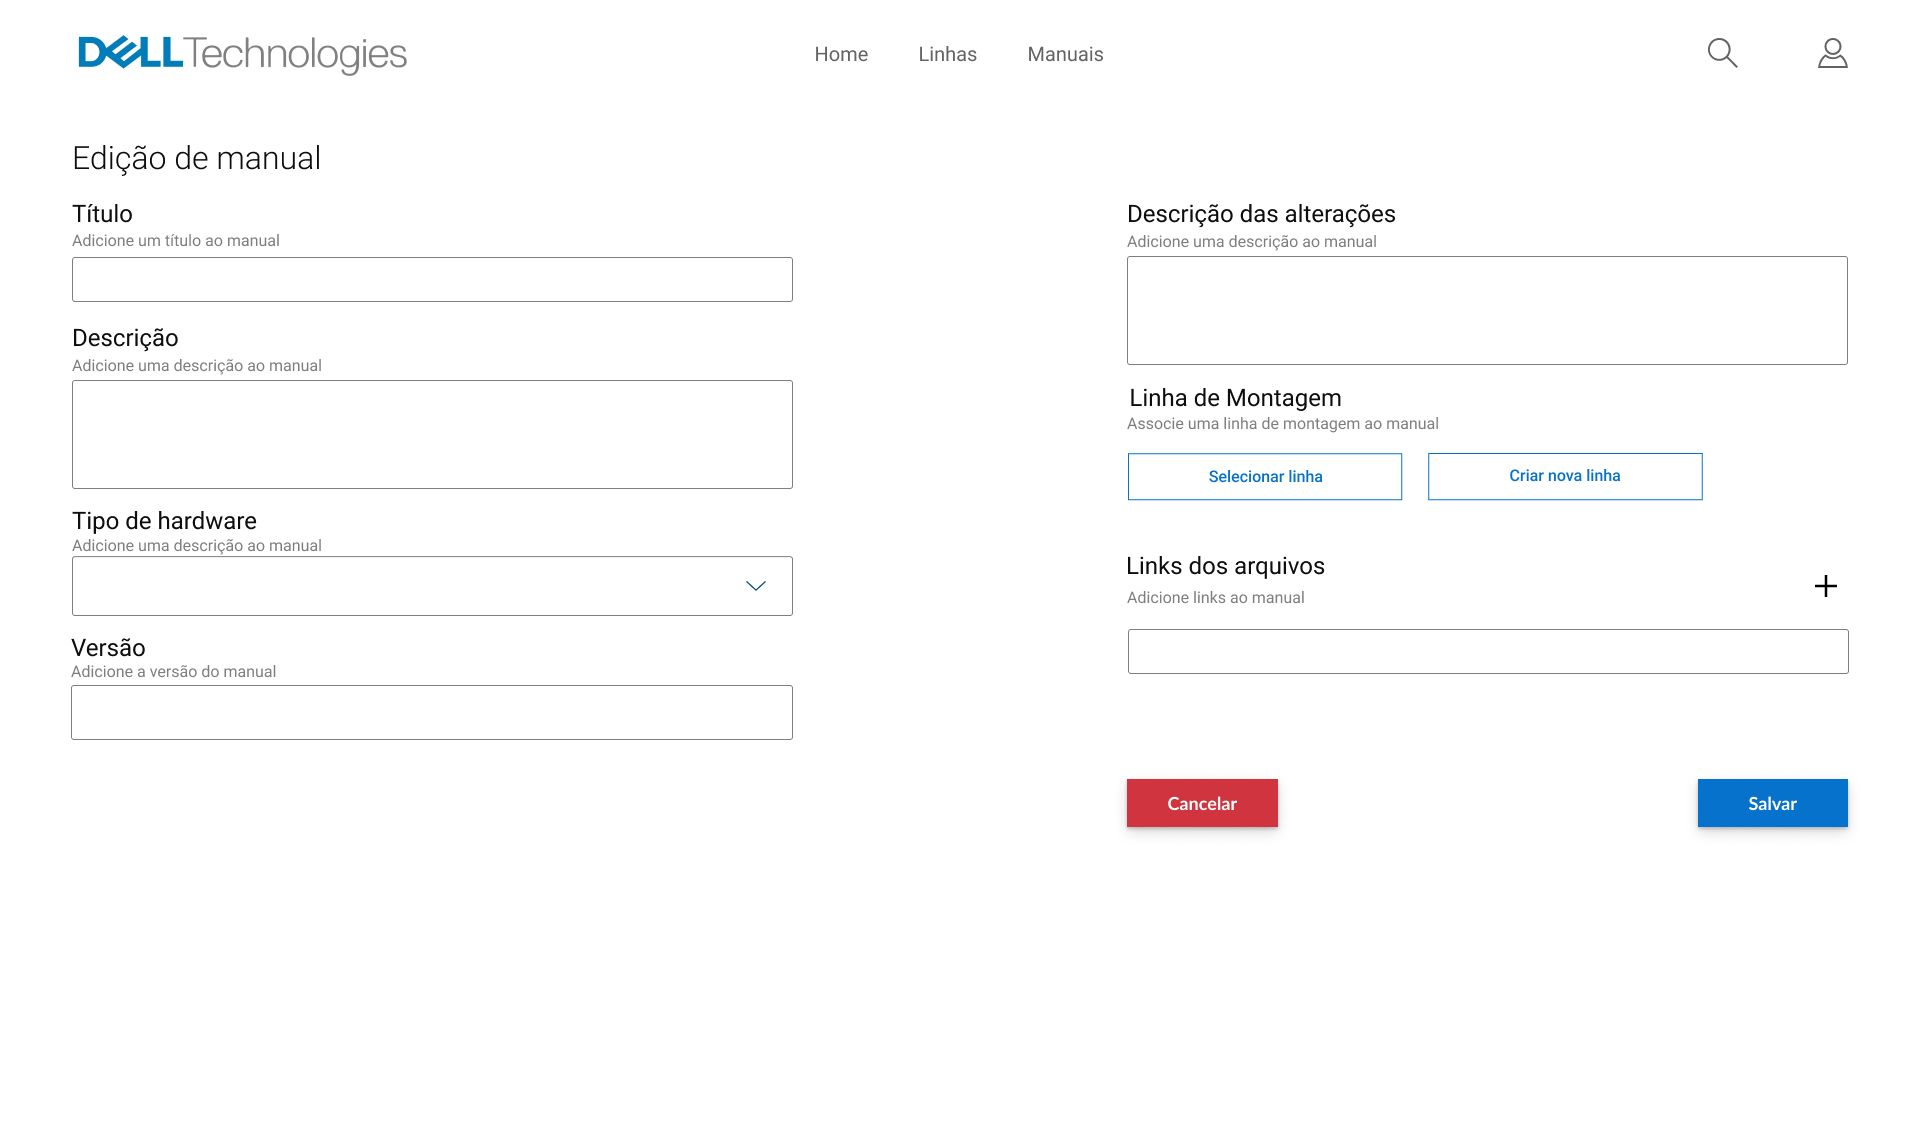 DELL Technologies
Home
Linhas
Manuais
Edição de manual
Título
Adicione um título ao manual
Descrição
Adicione uma descrição ao manual
Tipo de hardware
Adicione uma descrição ao manual
Versão
Adicione a versão do manual
Descrição das alterações
Adicione uma descrição ao manual
Linha de Montagem
Associe uma linha de montagem ao manual
Selecionar linha
Criar nova linha
Links dos arquivos
Adicione links ao manual
Cancelar
Salvar